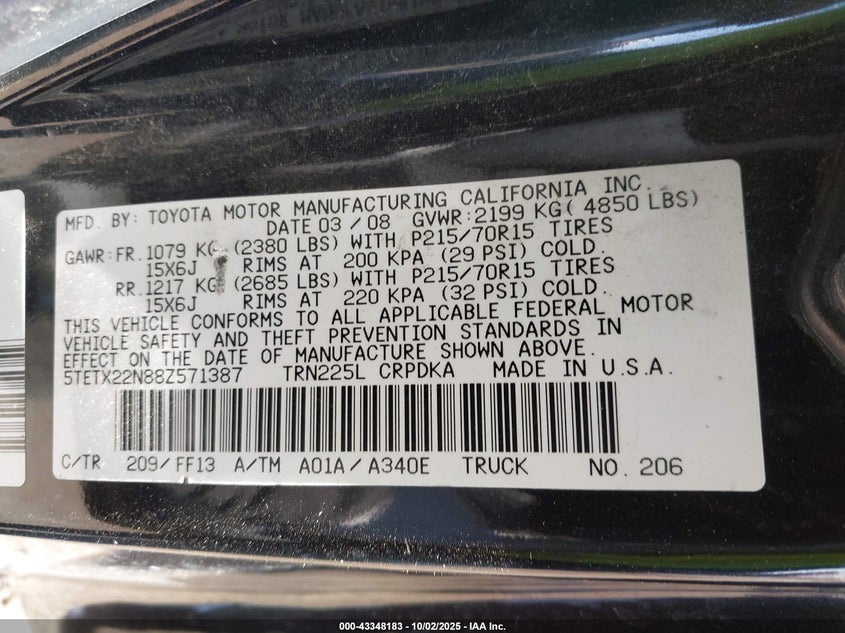 MFD. BY: TOYOTA MOTOR MANUFACTURING CALIFORNIA INC.
DATE 03 / 08 GVWR: 2199 KG( 4850 LBS)
GAWR: FR. 1079 KG (2380 LBS) WITH P215/70R15 TIRES
15X6J RIMS AT 200 KPA (29 PSI) COLD.
RR. 1217 KG (2685 LBS) WITH P215/70R15 TIRES
15X6J RIMS AT 220 KPA (32 PSI) COLD.
THIS VEHICLE CONFORMS TO ALL APPLICABLE FEDERAL MOTOR
VEHICLE SAFETY AND THEFT PREVENTION STANDARDS IN
EFFECT ON THE DATE OF MANUFACTURE SHOWN ABOVE.
5TETX22N88Z571387 TRN225L CRPDKA MADE IN U.S.A.
C/TR 209/FF13 A/TM A01A/A340E TRUCK NO. 206
000-43348183 - 10/02/2025 - IAA Inc.